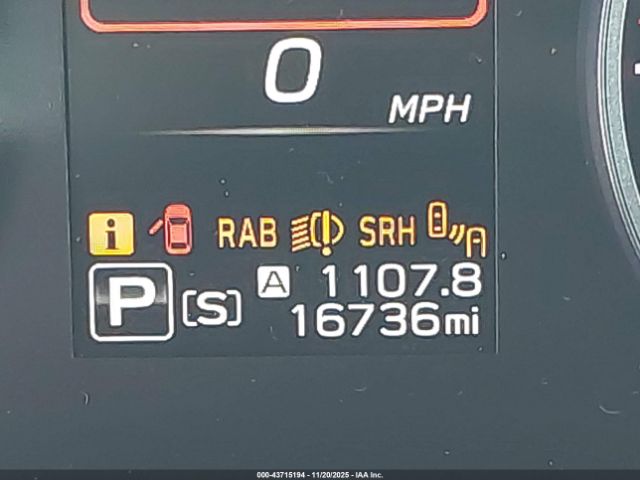 0
MPH
i RAB SRH A
P [S] A 1107.8
16736mi
000-43715194 - 11/20/2025 - IAA Inc.